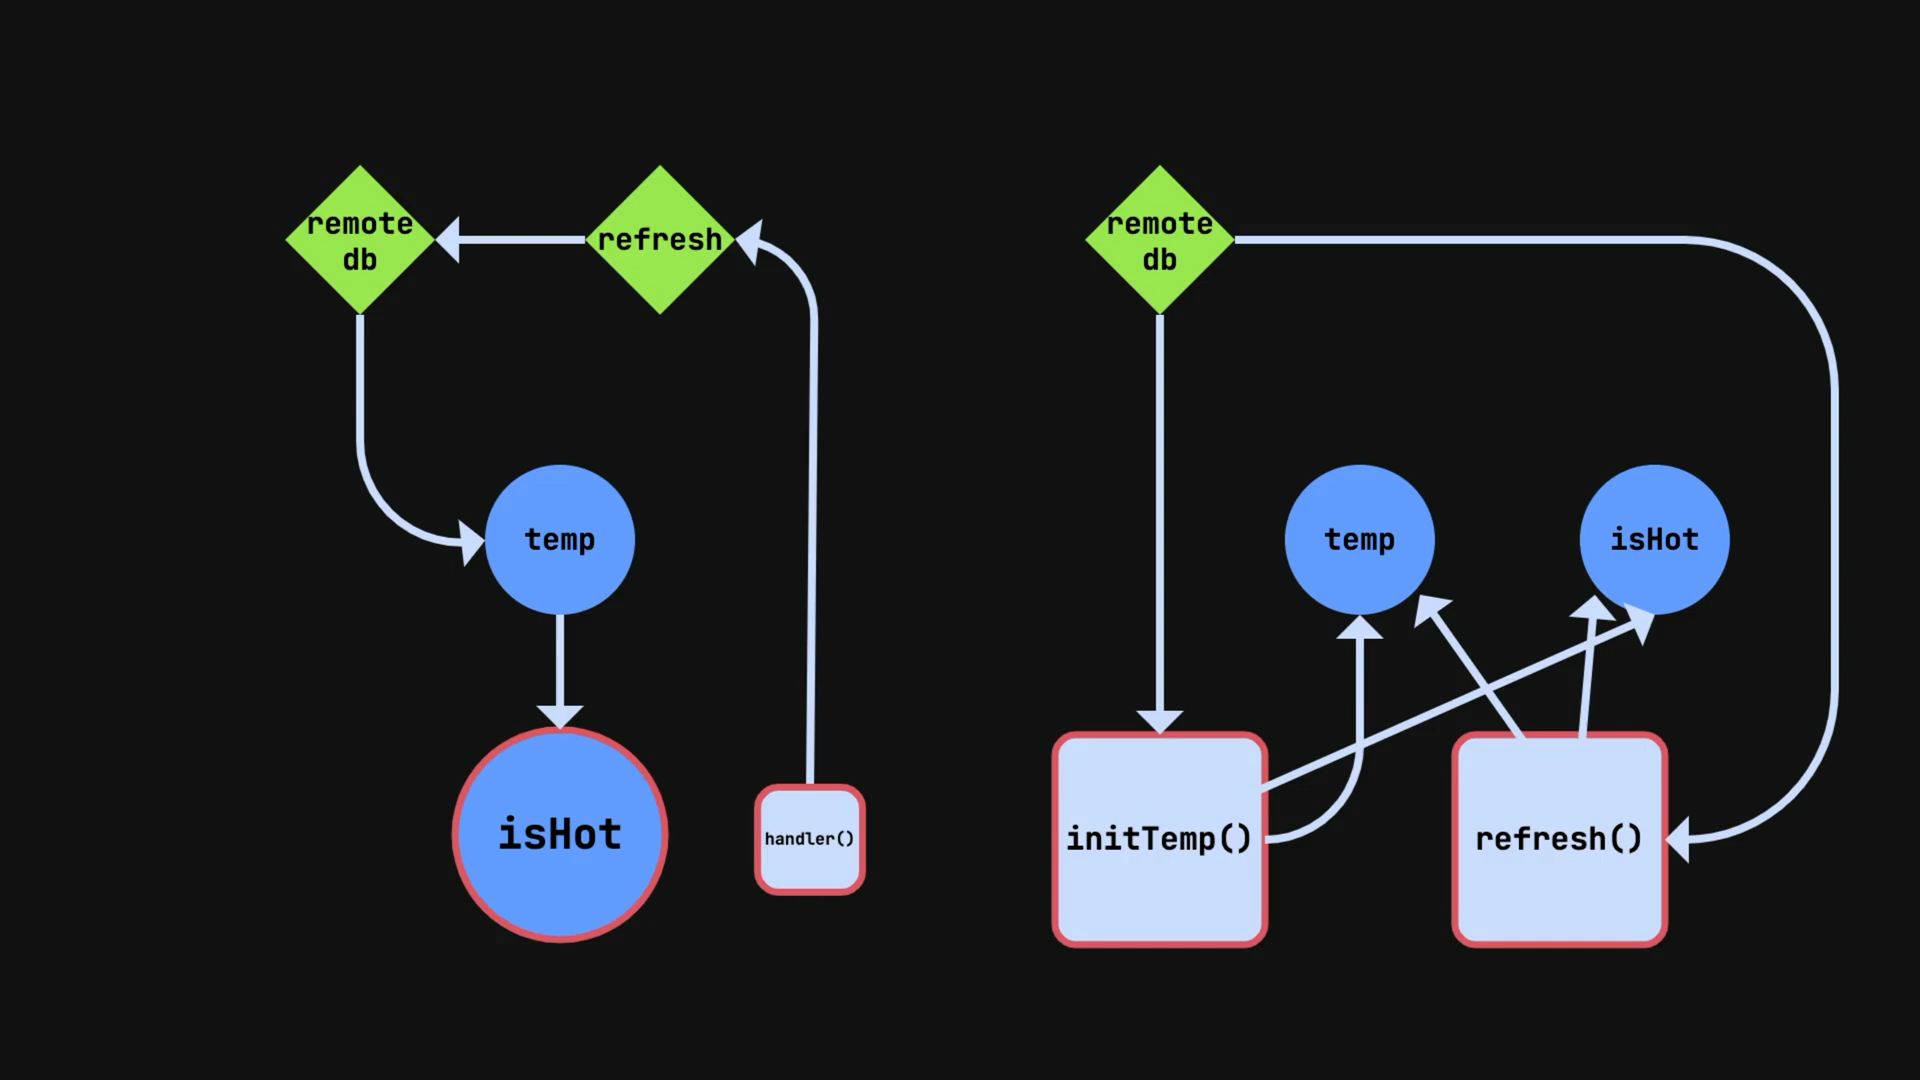 remote
db
refresh
temp
isHot
handler()
remote
db
temp
isHot
initTemp()
refresh()